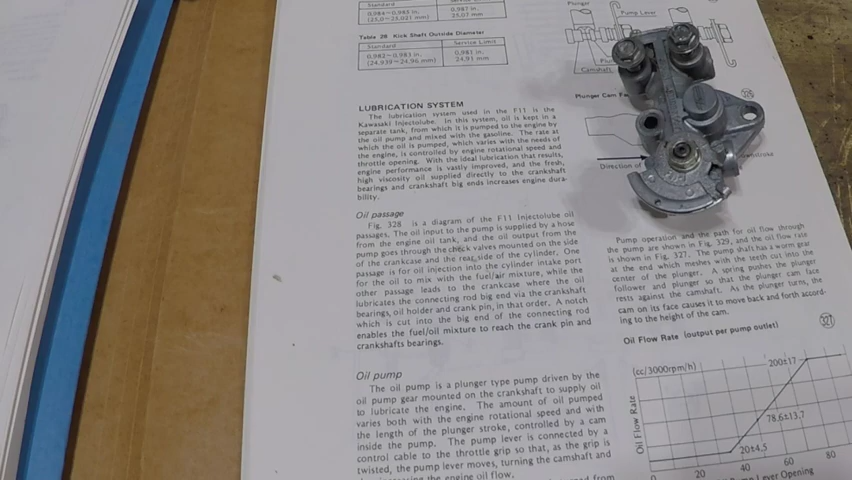 Standard
0.984~0.985 in.
(25.0~25.021 mm)
0.987 in.
25.07 mm
Table 28 Kick Shaft Outside Diameter
Standard
Service Limit
0.982~0.983 in.
(24.939~24.96 mm)
0.981 in.
24.91 mm
LUBRICATION SYSTEM
The lubrication system used in the F11 is the
Kawasaki Injectolube. In this system, oil is kept in a
separate tank, from which it is pumped to the engine by
the oil pump and mixed with the gasoline. The rate at
which the oil is pumped, which varies with the needs of
the engine, is controlled by engine rotational speed and
throttle opening. With the ideal lubrication that results,
engine performance is vastly improved, and the fresh,
high viscosity oil supplied directly to the crankshaft
bearings and crankshaft big ends increases engine dura-
bility.
Oil passage
Fig. 328 is a diagram of the F11 Injectolube oil
passages. The oil input to the pump is supplied by a hose
from the engine oil tank, and the oil output from the
pump goes through the check valves mounted on the side
of the crankcase and the rear side of the cylinder. One
passage is for oil injection into the cylinder intake port
for the oil to mix with the fuel/air mixture, while the
other passage leads to the crankcase where the oil
lubricates the connecting rod big end via the crankshaft
bearings, oil holder and crank pin, in that order. A notch
which is cut into the big end of the connecting rod
enables the fuel/oil mixture to reach the crank pin and
crankshafts bearings.
Oil pump
The oil pump is a plunger type pump driven by the
oil pump gear mounted on the crankshaft to supply oil
to lubricate the engine. The amount of oil pumped
varies both with the engine rotational speed and with
the length of the plunger stroke, controlled by a cam
inside the pump. The pump lever is connected by a
control cable to the throttle grip so that, as the grip is
twisted, the pump lever moves, turning the camshaft and
the engine oil flow.
Plunger
Pump Lever
Camshaft
Plunger Cam
Direction of
Pump operation and the path for oil flow through
the pump are shown in Fig. 329, and the oil flow rate
is shown in Fig. 327. The pump shaft has a worm gear
at the end which meshes with the teeth cut into the
center of the plunger. A spring pushes the plunger
follower and plunger so that the plunger cam face
rests against the camshaft. As the plunger turns, the
cam on its face causes it to move back and forth accord-
ing to the height of the cam.
327
Oil Flow Rate (output per pump outlet)
(cc/3000rpm/h)
Oil Flow Rate
200±17
78.6±13.7
20±4.5
0 20 40 60 80
Lever Opening